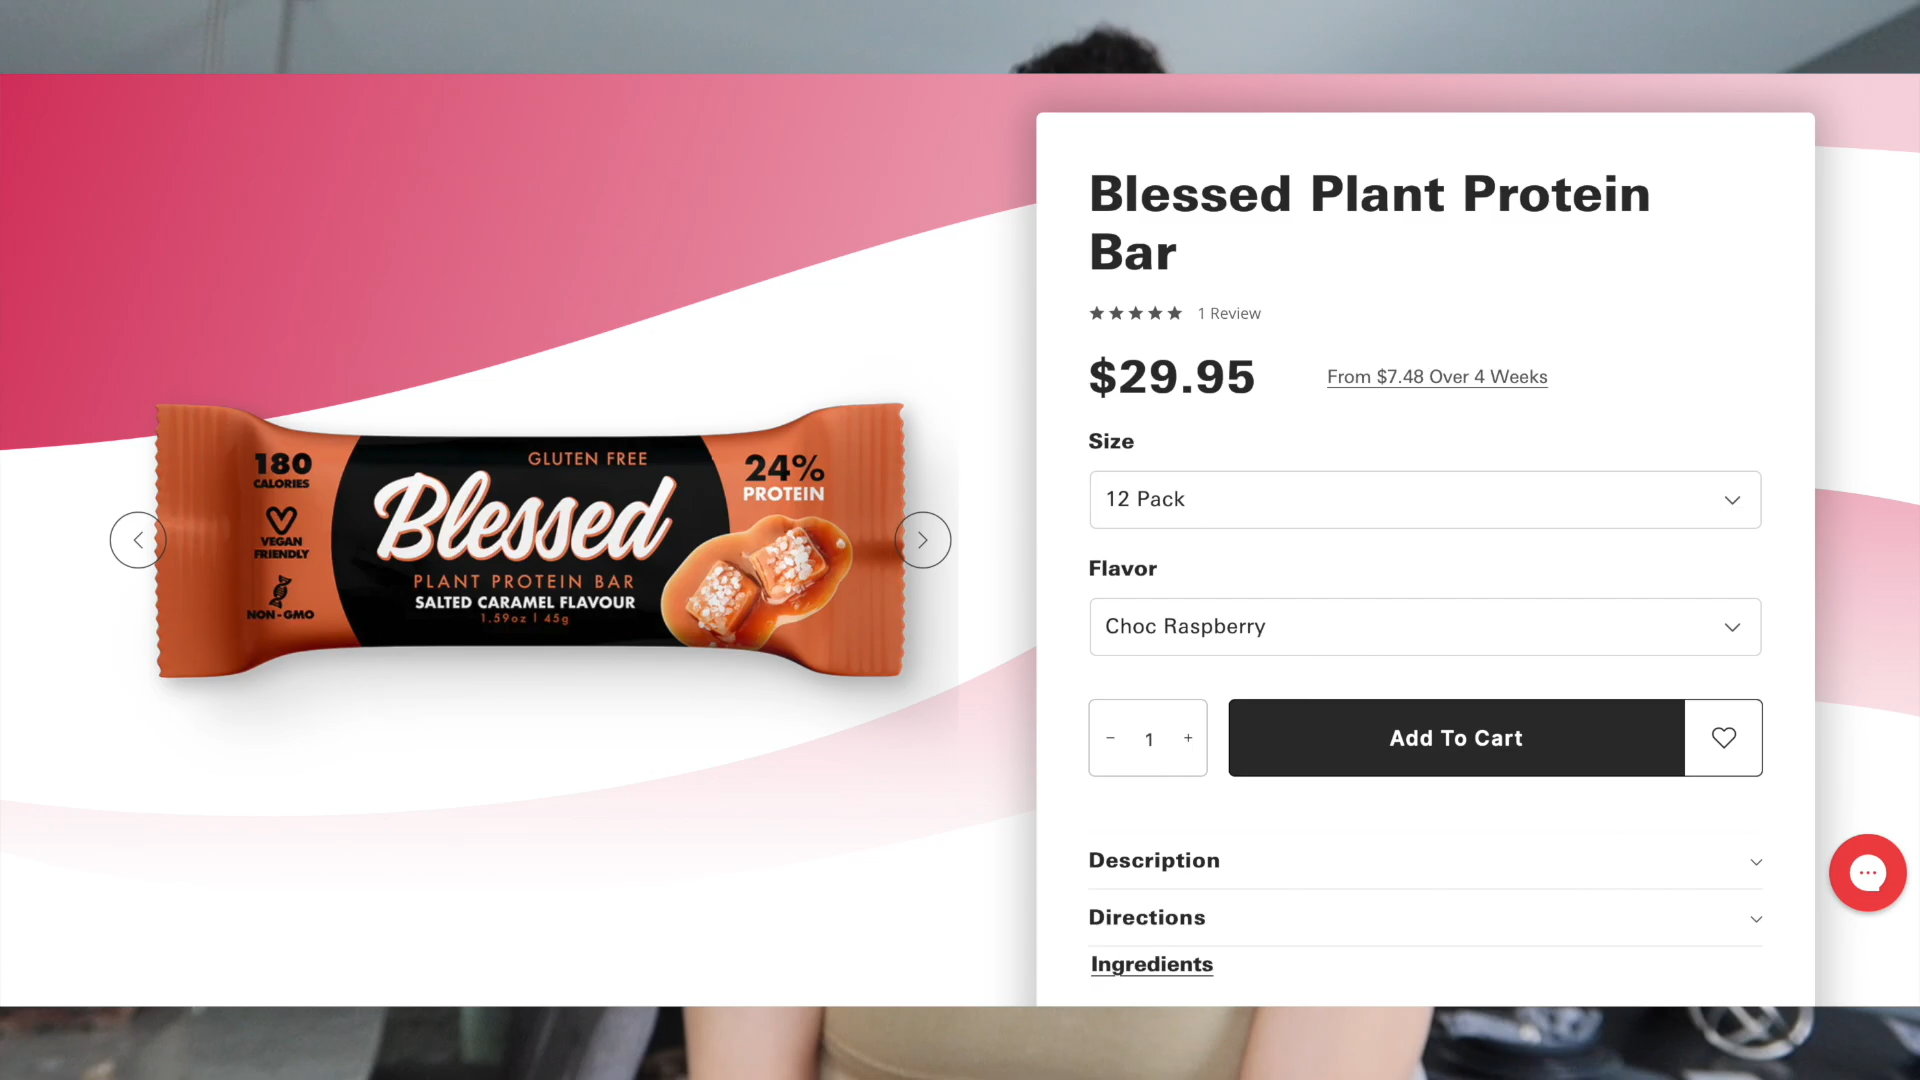 180
CALORIES
VEGAN
FRIENDLY
NON-GMO
GLUTEN FREE
Blessed
PLANT PROTEIN BAR
SALTED CARAMEL FLAVOUR
1.59oz | 45g
24%
PROTEIN
Blessed Plant Protein
Bar
1 Review
$29.95
From $7.48 Over 4 Weeks
Size
12 Pack
Flavor
Choc Raspberry
- 1 +
Add To Cart
Description
Directions
Ingredients